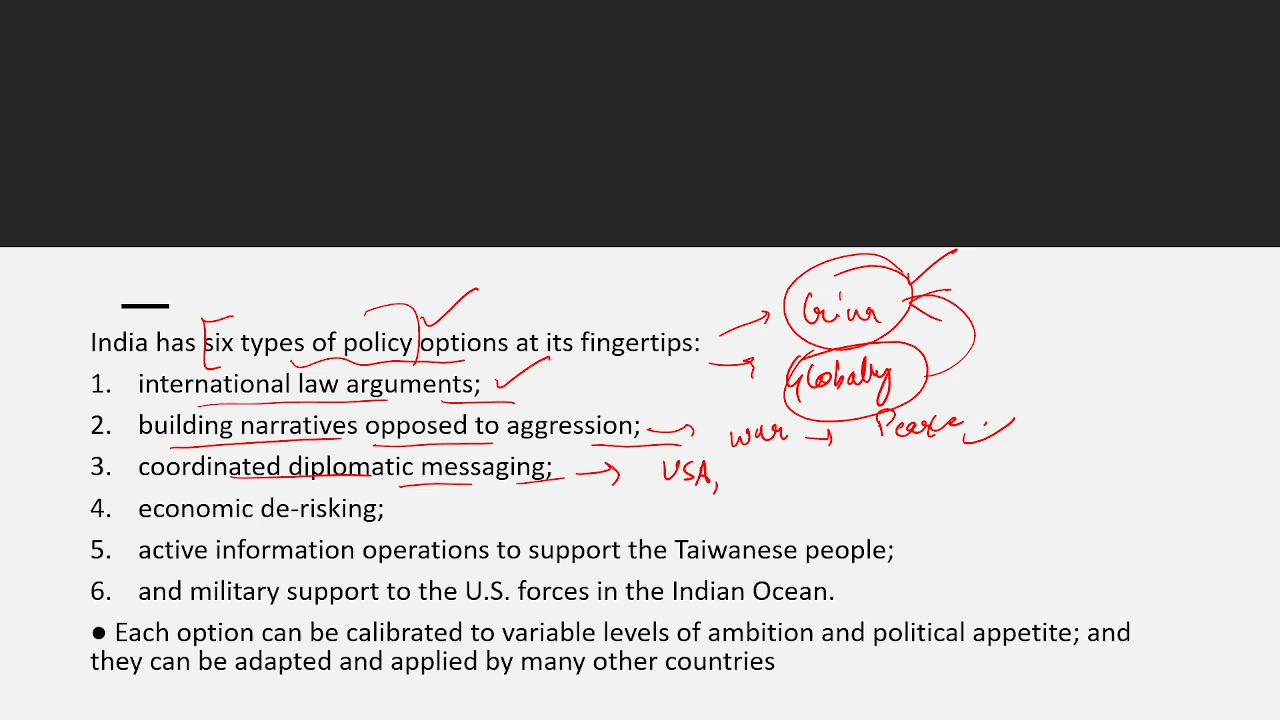 India has six types of policy options at its fingertips:
1. international law arguments;
2. building narratives opposed to aggression;
3. coordinated diplomatic messaging;
4. economic de-risking;
5. active information operations to support the Taiwanese people;
6. and military support to the U.S. forces in the Indian Ocean.
● Each option can be calibrated to variable levels of ambition and political appetite; and
they can be adapted and applied by many other countries
Globaly
war → Peace
USA,